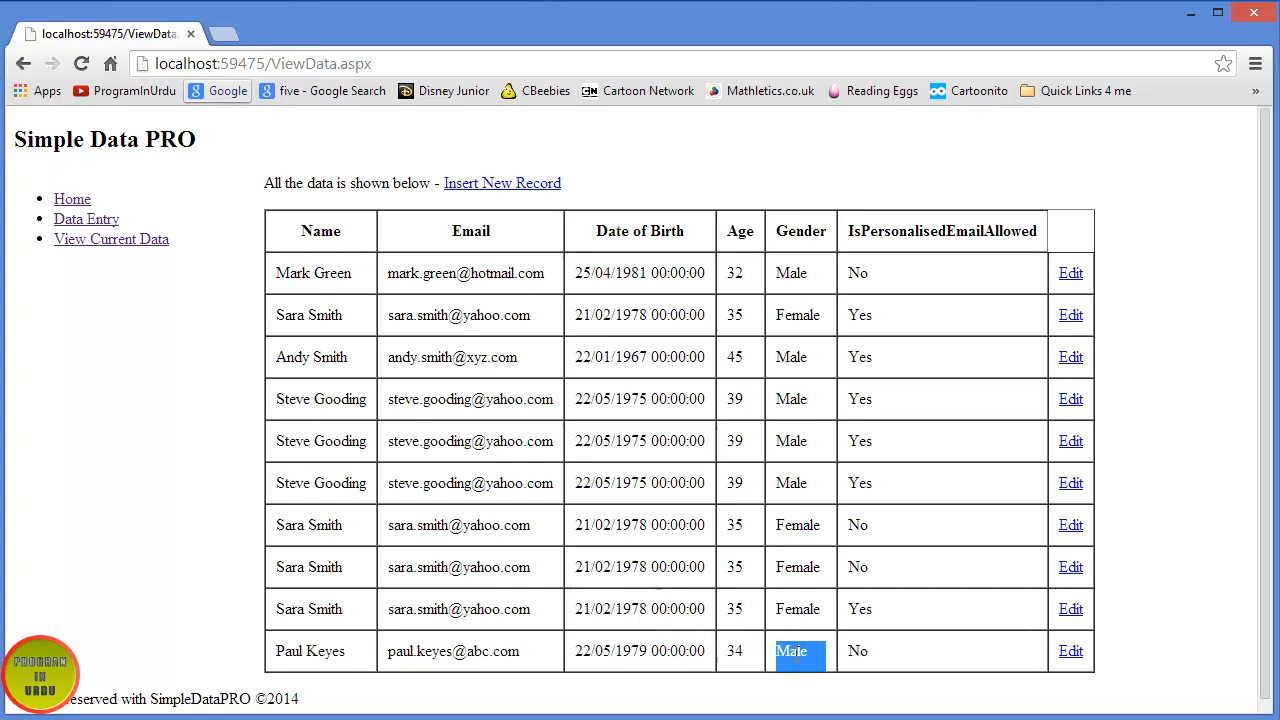 localhost:59475/ViewData.
localhost:59475/ViewData.aspx
Apps ProgramInUrdu Google five - Google Search Disney Junior CBeebies Cartoon Network Mathletics.co.uk Reading Eggs Cartoonito Quick Links 4 me »
Simple Data PRO
All the data is shown below - Insert New Record
Home
Data Entry
View Current Data
Name Email Date of Birth Age Gender IsPersonalisedEmailAllowed
Mark Green mark.green@hotmail.com 25/04/1981 00:00:00 32 Male No Edit
Sara Smith sara.smith@yahoo.com 21/02/1978 00:00:00 35 Female Yes Edit
Andy Smith andy.smith@xyz.com 22/01/1967 00:00:00 45 Male Yes Edit
Steve Gooding steve.gooding@yahoo.com 22/05/1975 00:00:00 39 Male Yes Edit
Steve Gooding steve.gooding@yahoo.com 22/05/1975 00:00:00 39 Male Yes Edit
Steve Gooding steve.gooding@yahoo.com 22/05/1975 00:00:00 39 Male Yes Edit
Sara Smith sara.smith@yahoo.com 21/02/1978 00:00:00 35 Female No Edit
Sara Smith sara.smith@yahoo.com 21/02/1978 00:00:00 35 Female No Edit
Sara Smith sara.smith@yahoo.com 21/02/1978 00:00:00 35 Female Yes Edit
Paul Keyes paul.keyes@abc.com 22/05/1979 00:00:00 34 Male No Edit
PROGRAM
IN
URDU
reserved with SimpleDataPRO ©2014